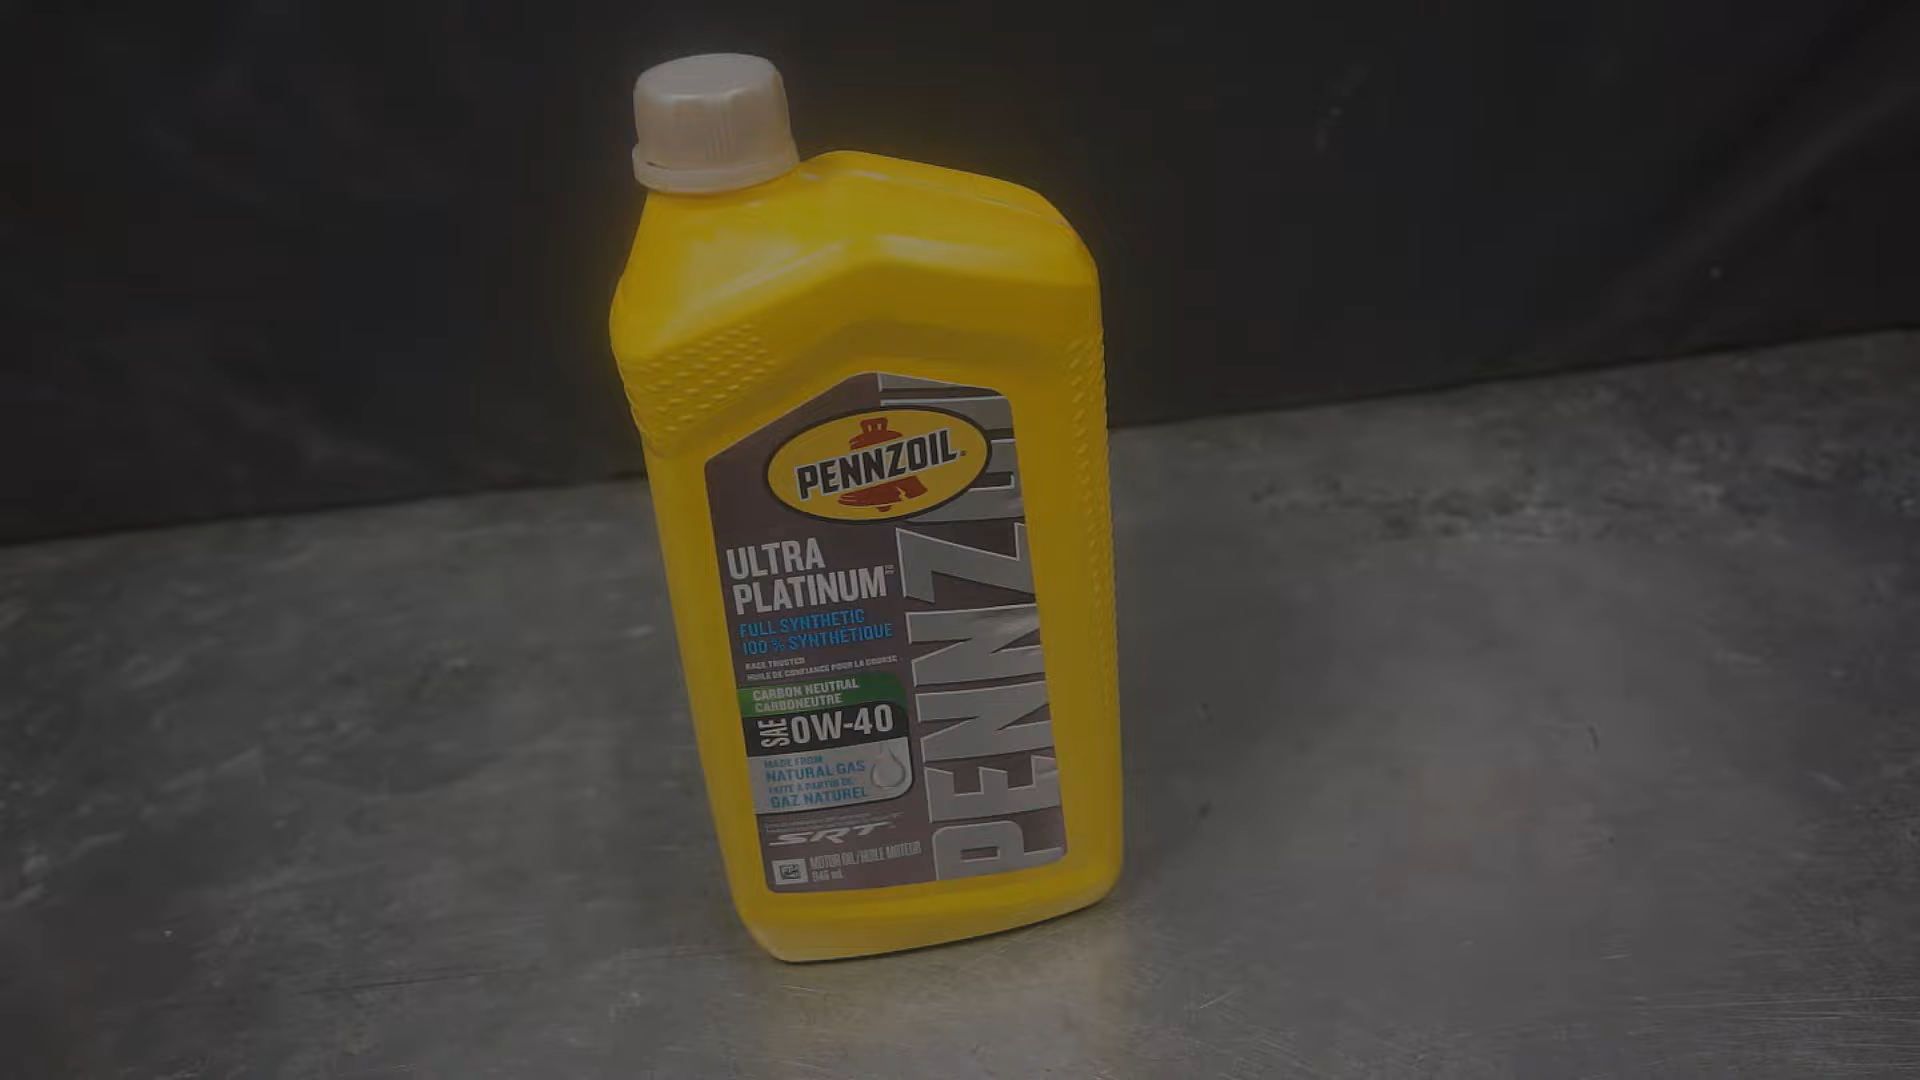 PENNZOIL
ULTRA
PLATINUM™
FULL SYNTHETIC
100 % SYNTHÉTIQUE
RACE TRUSTED
HUILE DE CONFIANCE POUR LA COURSE
CARBON NEUTRAL
CARBONEUTRE
SAE 0W-40
MADE FROM
NATURAL GAS
FAITE À PARTIR DE
GAZ NATUREL
SRT
MOTOR OIL/HUILE MOTEUR
946 mL
PENNZOIL